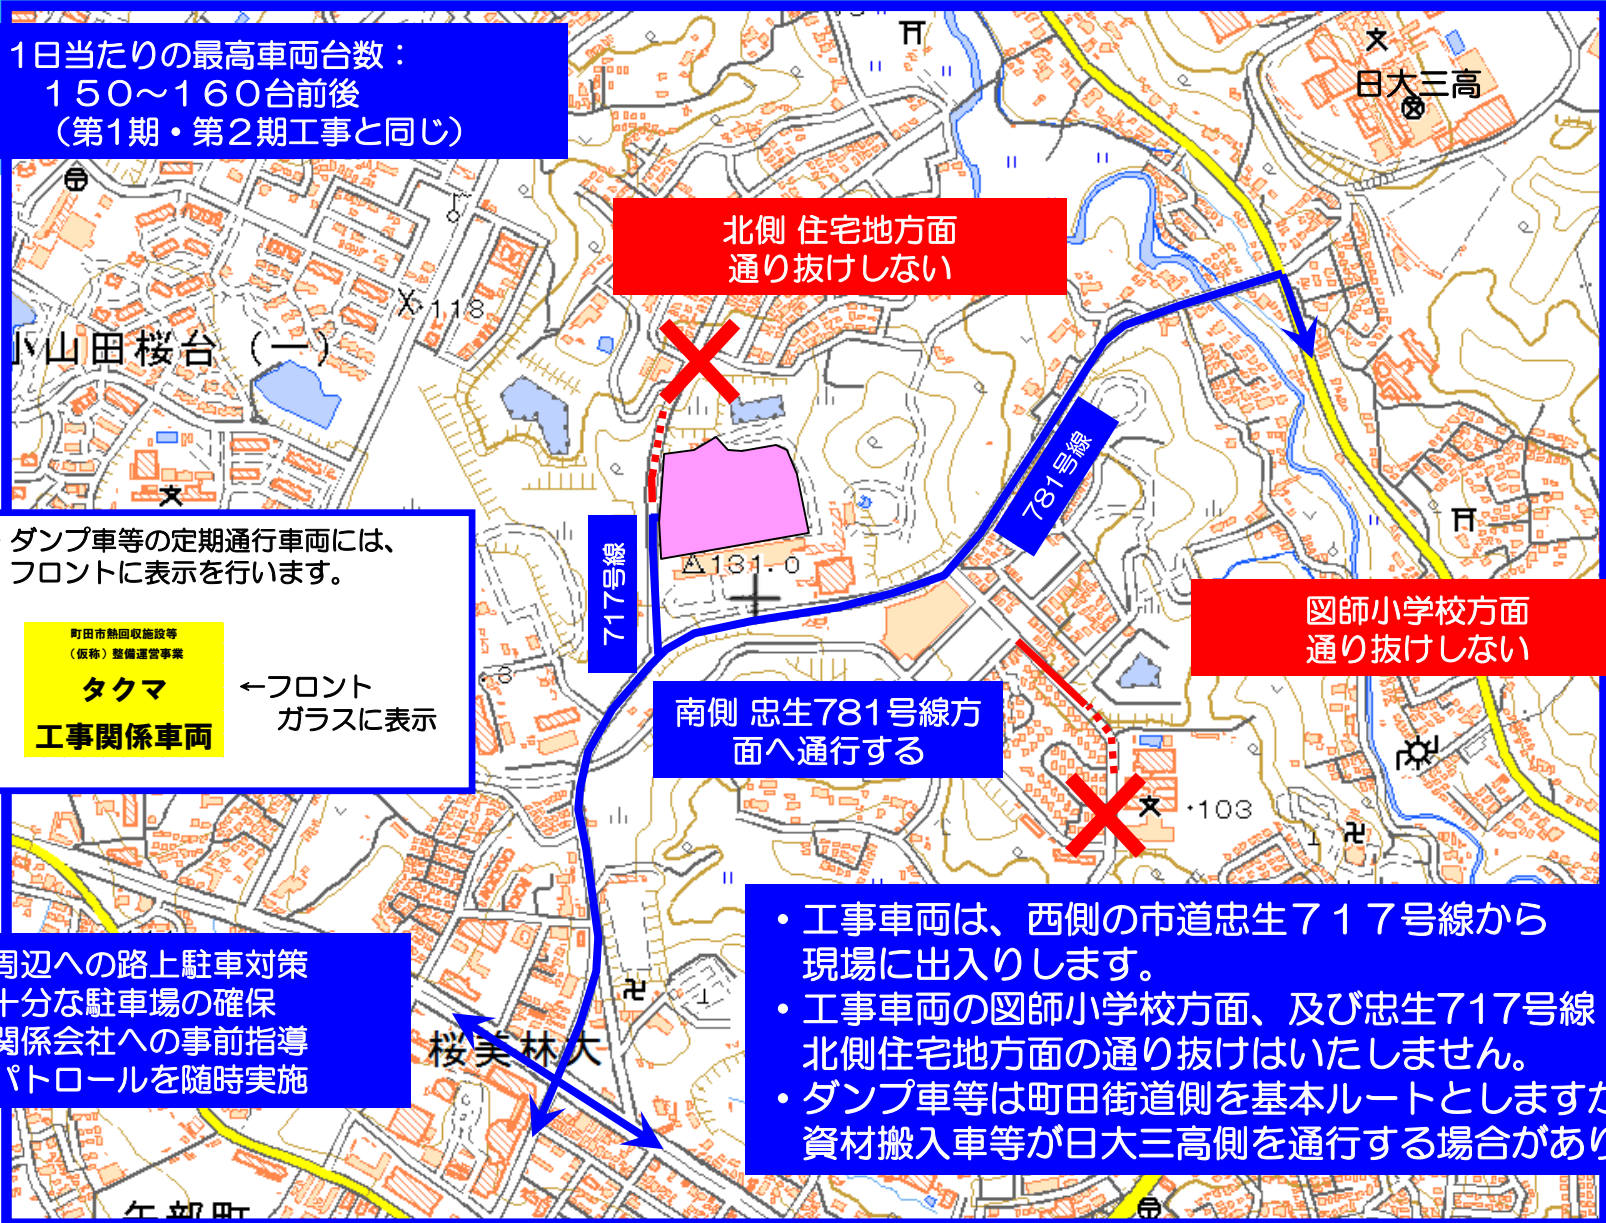 1日当たりの最高車両台数：
１５０～１６０台前後
（第1期・第２期工事と同じ）
日大三高
北側 住宅地方面
通り抜けしない
118
小山田桜台（一）
781号線
ダンプ車等の定期通行車両には、
フロントに表示を行います。
町田市熱回収施設等
（仮称）整備運営事業
タクマ
工事関係車両
←フロント
ガラスに表示
717号線
131.0
図師小学校方面
通り抜けしない
南側 忠生781号線方
面へ通行する
103
周辺への路上駐車対策
十分な駐車場の確保
関係会社への事前指導
パトロールを随時実施
桜美林大
・工事車両は、西側の市道忠生７１７号線から
現場に出入りします。
・工事車両の図師小学校方面、及び忠生717号線
北側住宅地方面の通り抜けはいたしません。
・ダンプ車等は町田街道側を基本ルートとしますが
資材搬入車等が日大三高側を通行する場合があり
矢部町